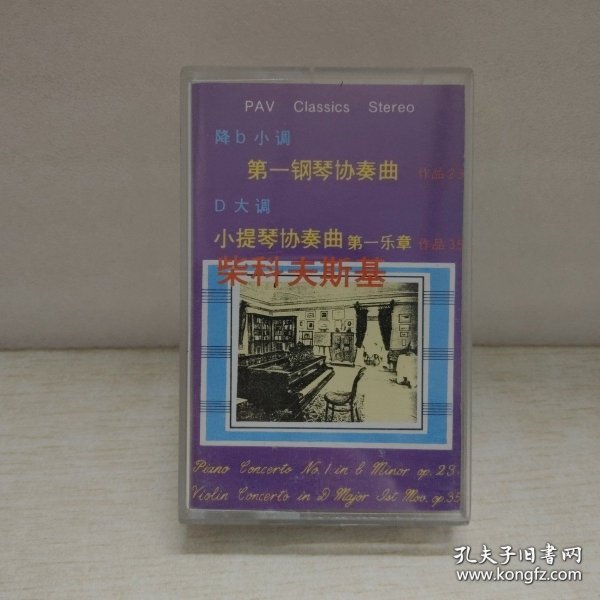 PAV Classics Stereo
降b小调
第一钢琴协奏曲 作品23
D大调
小提琴协奏曲 第一乐章 作品35
柴科夫斯基
Piano Concerto No.1 in b Minor op.23
Violin Concerto in D Major Ist Mov. op.35
孔夫子旧书网
www.kongfz.com